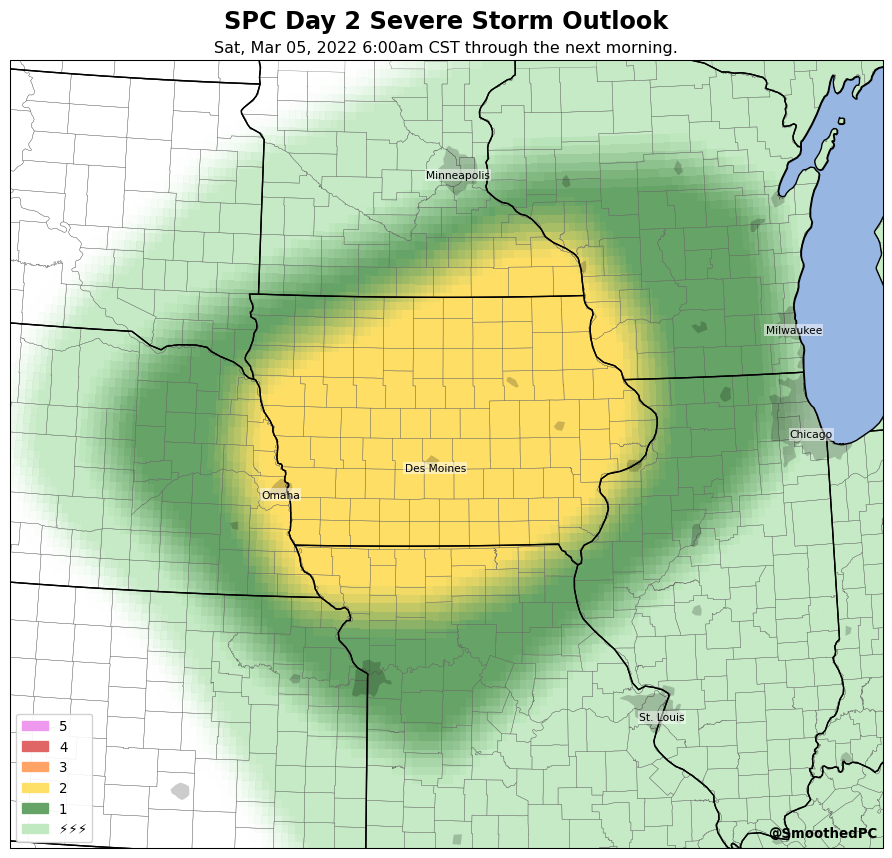 SPC Day 2 Severe Storm Outlook
Sat, Mar 05, 2022 6:00am CST through the next morning.
Minneapolis
Milwaukee
Chicago
Des Moines
Omaha
St. Louis
5
4
3
2
1
⚡⚡⚡
@SmoothedPC